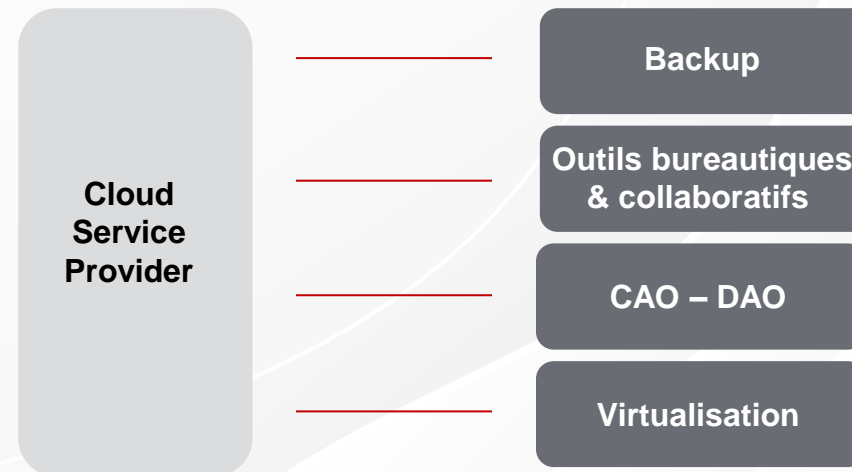 Cloud
Service
Provider
Backup
Outils bureautiques
& collaboratifs
CAO – DAO
Virtualisation